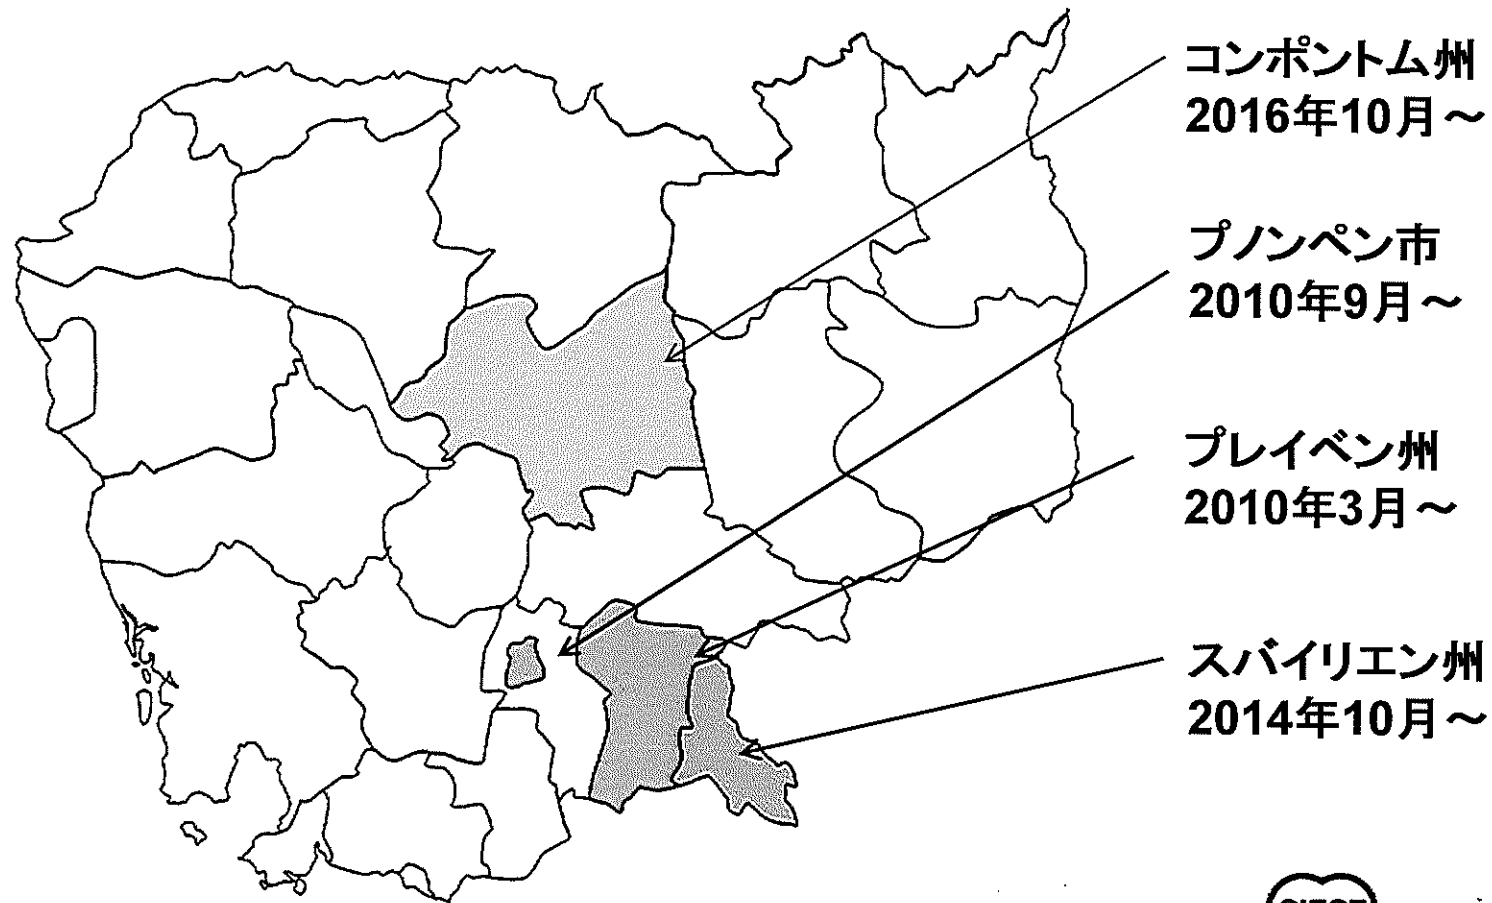 コンポントム州
2016年10月～
プノンペン市
2010年9月～
プレイベン州
2010年3月～
スバイリエン州
2014年10月～